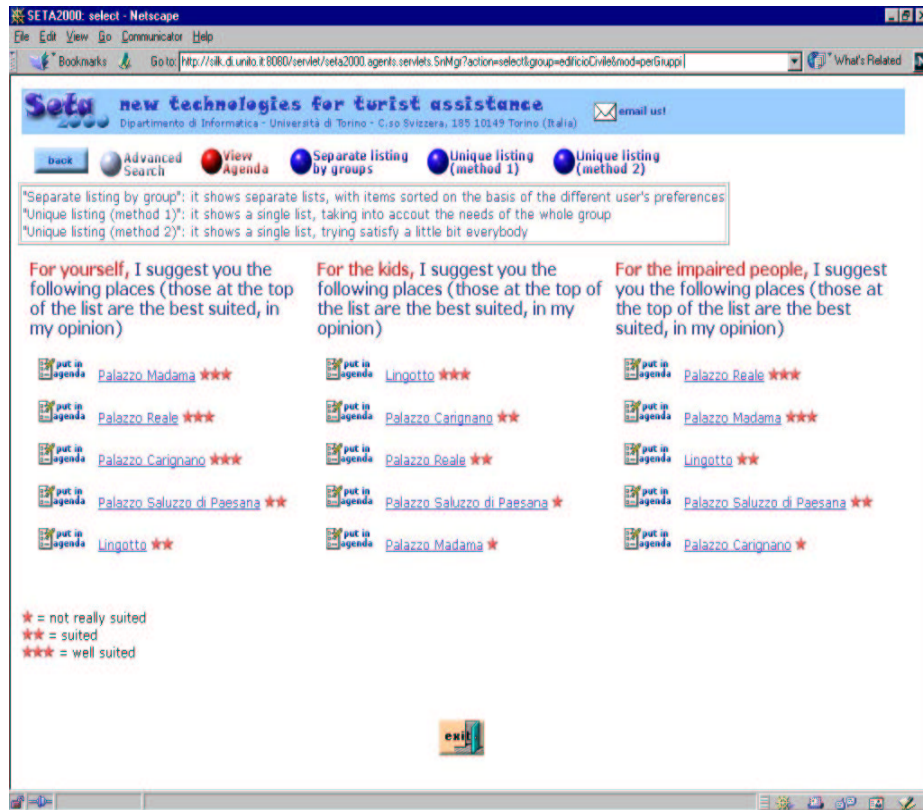 SETA2000: select - Netscape
File Edit View Go Communicator Help
Bookmarks Go to: http://silk.di.unito.it:8080/servlet/seta2000.agents.servlets.SnMgr?action=select&group=edificioCivile&mod=perGruppi What's Related
Seta 2000 new technologies for turist assistance
Dipartimento di Informatica - Università di Torino - C.so Svizzera, 185 10149 Torino (Italia)
email us!
back
Advanced Search
View Agenda
Separate listing by groups
Unique listing (method 1)
Unique listing (method 2)
"Separate listing by group": it shows separate lists, with items sorted on the basis of the different user's preferences
"Unique listing (method 1)": it shows a single list, taking into accout the needs of the whole group
"Unique listing (method 2)": it shows a single list, trying satisfy a little bit everybody
For yourself, I suggest you the
following places (those at the top
of the list are the best suited, in
my opinion)
put in agenda Palazzo Madama ★★★
put in agenda Palazzo Reale ★★★
put in agenda Palazzo Carignano ★★★
put in agenda Palazzo Saluzzo di Paesana ★★
put in agenda Lingotto ★★
For the kids, I suggest you the
following places (those at the top of
the list are the best suited, in my
opinion)
put in agenda Lingotto ★★★
put in agenda Palazzo Carignano ★★
put in agenda Palazzo Reale ★★
put in agenda Palazzo Saluzzo di Paesana ★
put in agenda Palazzo Madama ★
For the impaired people, I suggest
you the following places (those at
the top of the list are the best
suited, in my opinion)
put in agenda Palazzo Reale ★★★
put in agenda Palazzo Madama ★★★
put in agenda Lingotto ★★
put in agenda Palazzo Saluzzo di Paesana ★★
put in agenda Palazzo Carignano ★
★ = not really suited
★★ = suited
★★★ = well suited
exit